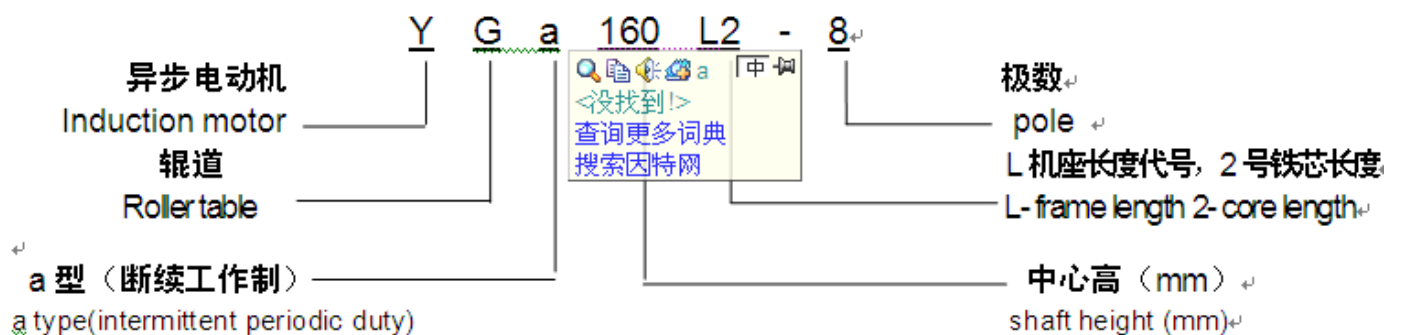 Y G a 160 L2 - 8
a 中
<没找到!>
查询更多词典
搜索因特网
异步电动机
Induction motor
辊道
Roller table
a 型（断续工作制）
a type(intermittent periodic duty)
极数
pole
L 机座长度代号，2 号铁芯长度
L- frame length 2- core length
中心高（mm）
shaft height (mm)